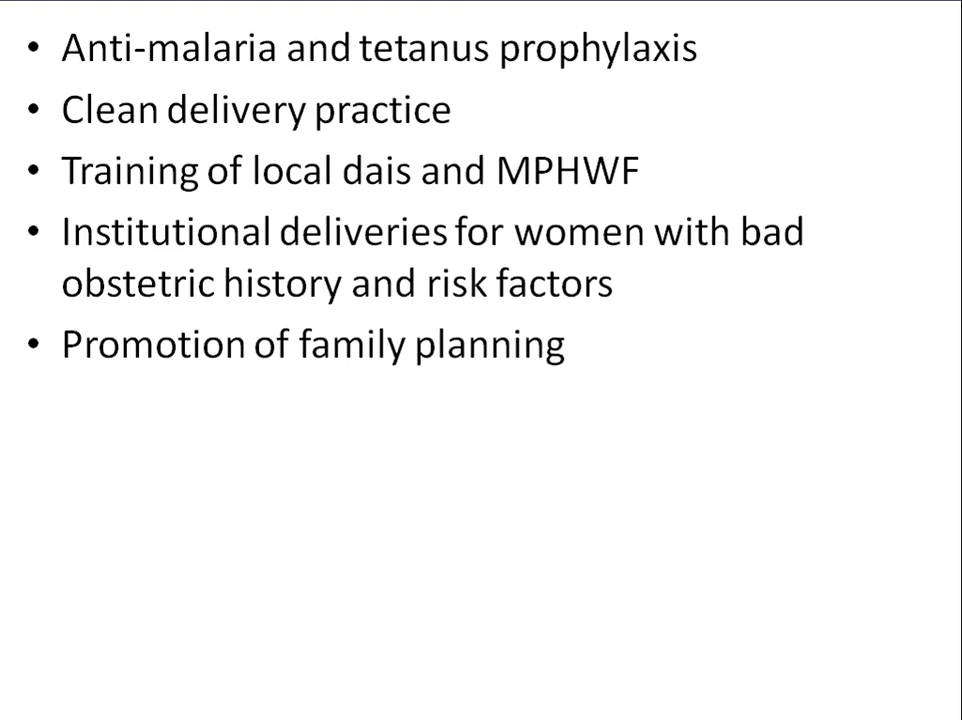 • Anti-malaria and tetanus prophylaxis
• Clean delivery practice
• Training of local dais and MPHWF
• Institutional deliveries for women with bad
obstetric history and risk factors
• Promotion of family planning